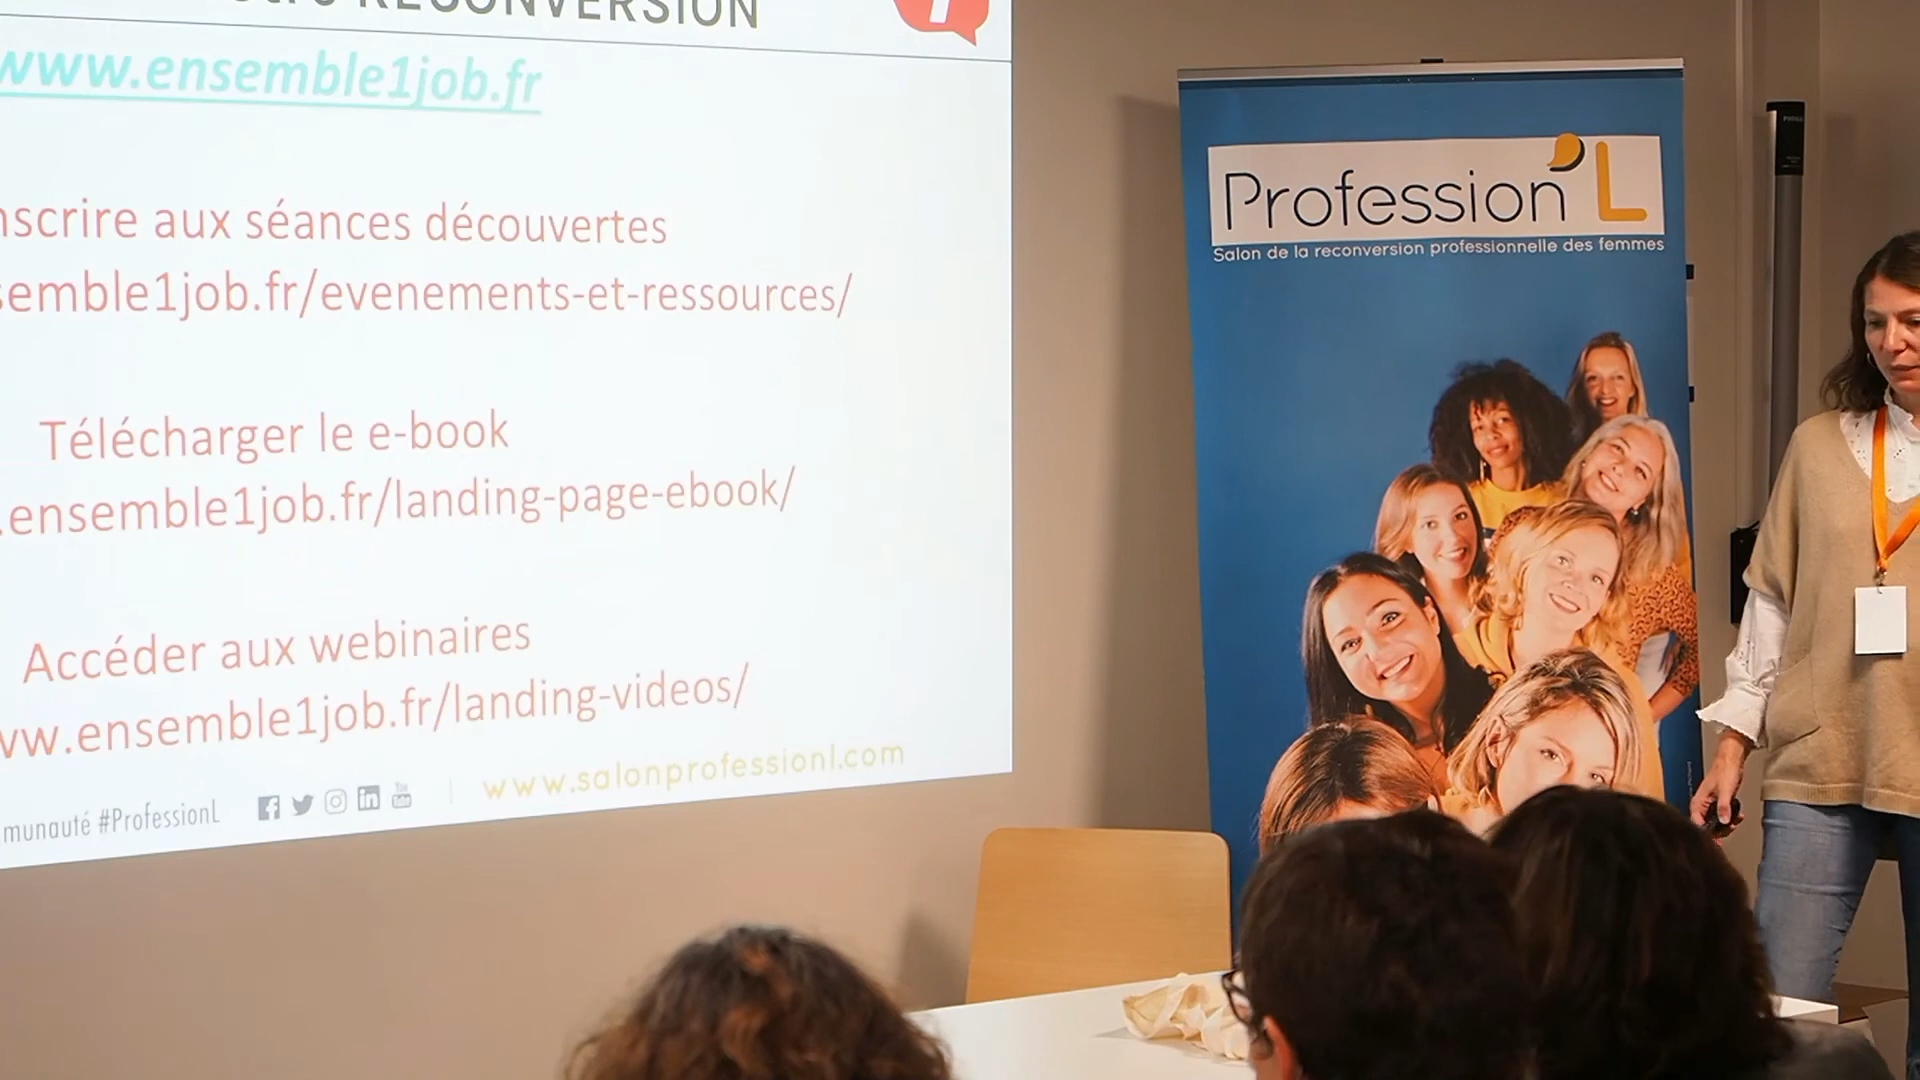 RECONVERSION
www.ensemble1job.fr
nscrire aux séances découvertes
semble1job.fr/evenements-et-ressources/
Télécharger le e-book
.ensemble1job.fr/landing-page-ebook/
Accéder aux webinaires
ww.ensemble1job.fr/landing-videos/
munauté #ProfessionL
www.salonprofessionl.com
Profession'L
Salon de la reconversion professionnelle des femmes